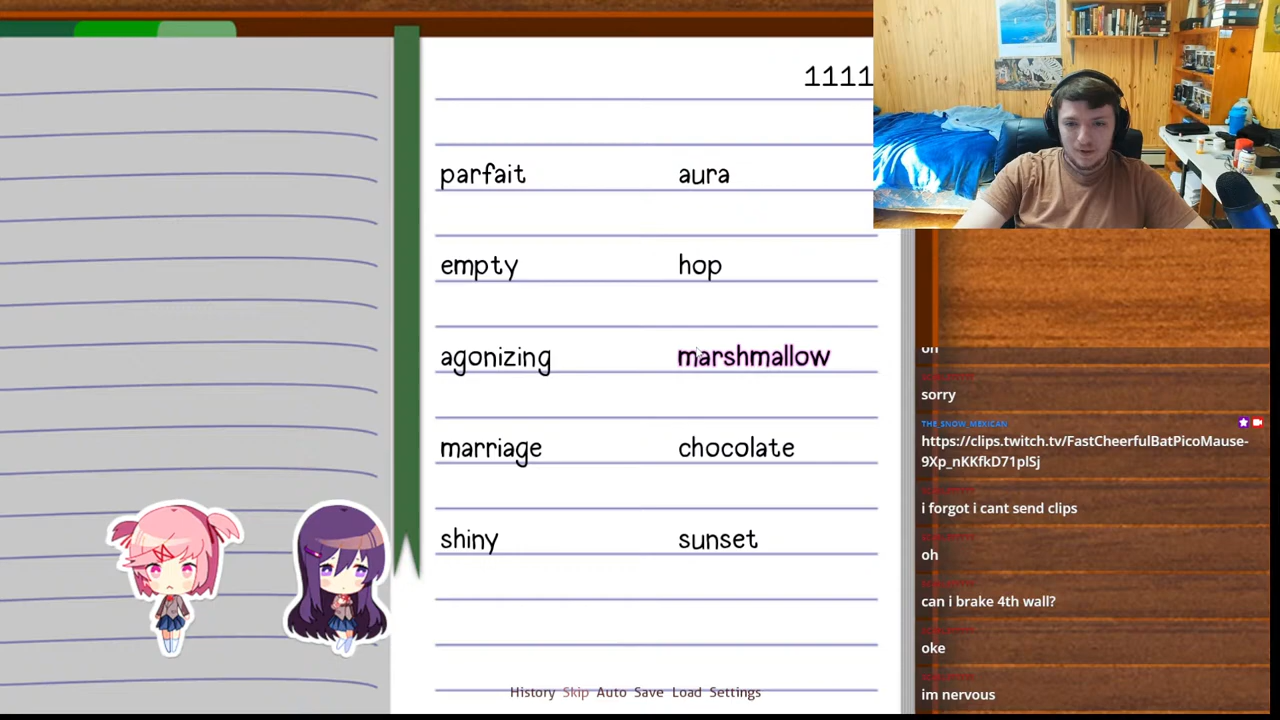 1111
parfait aura
empty hop
agonizing marshmallow
marriage chocolate
shiny sunset
History Skip Auto Save Load Settings
sorry
THE_SNOW_MEXICAN
https://clips.twitch.tv/FastCheerfulBatPicoMause-
9Xp_nKKfkD71plSj
i forgot i cant send clips
oh
can i brake 4th wall?
oke
im nervous